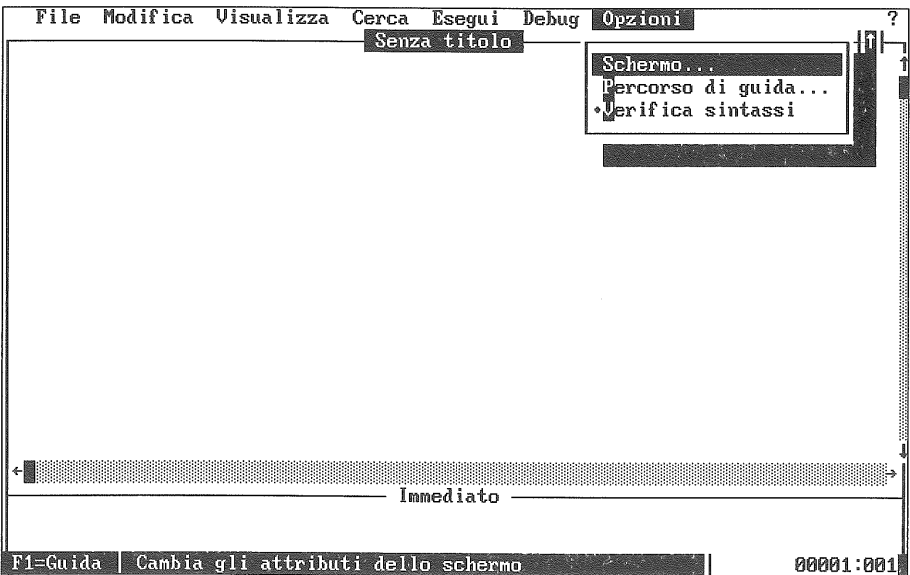 File Modifica Visualizza Cerca Esegui Debug Opzioni ?
Senza titolo
Schermo...
Percorso di guida...
Verifica sintassi
Immediato
F1=Guida Cambia gli attributi dello schermo 00001:001